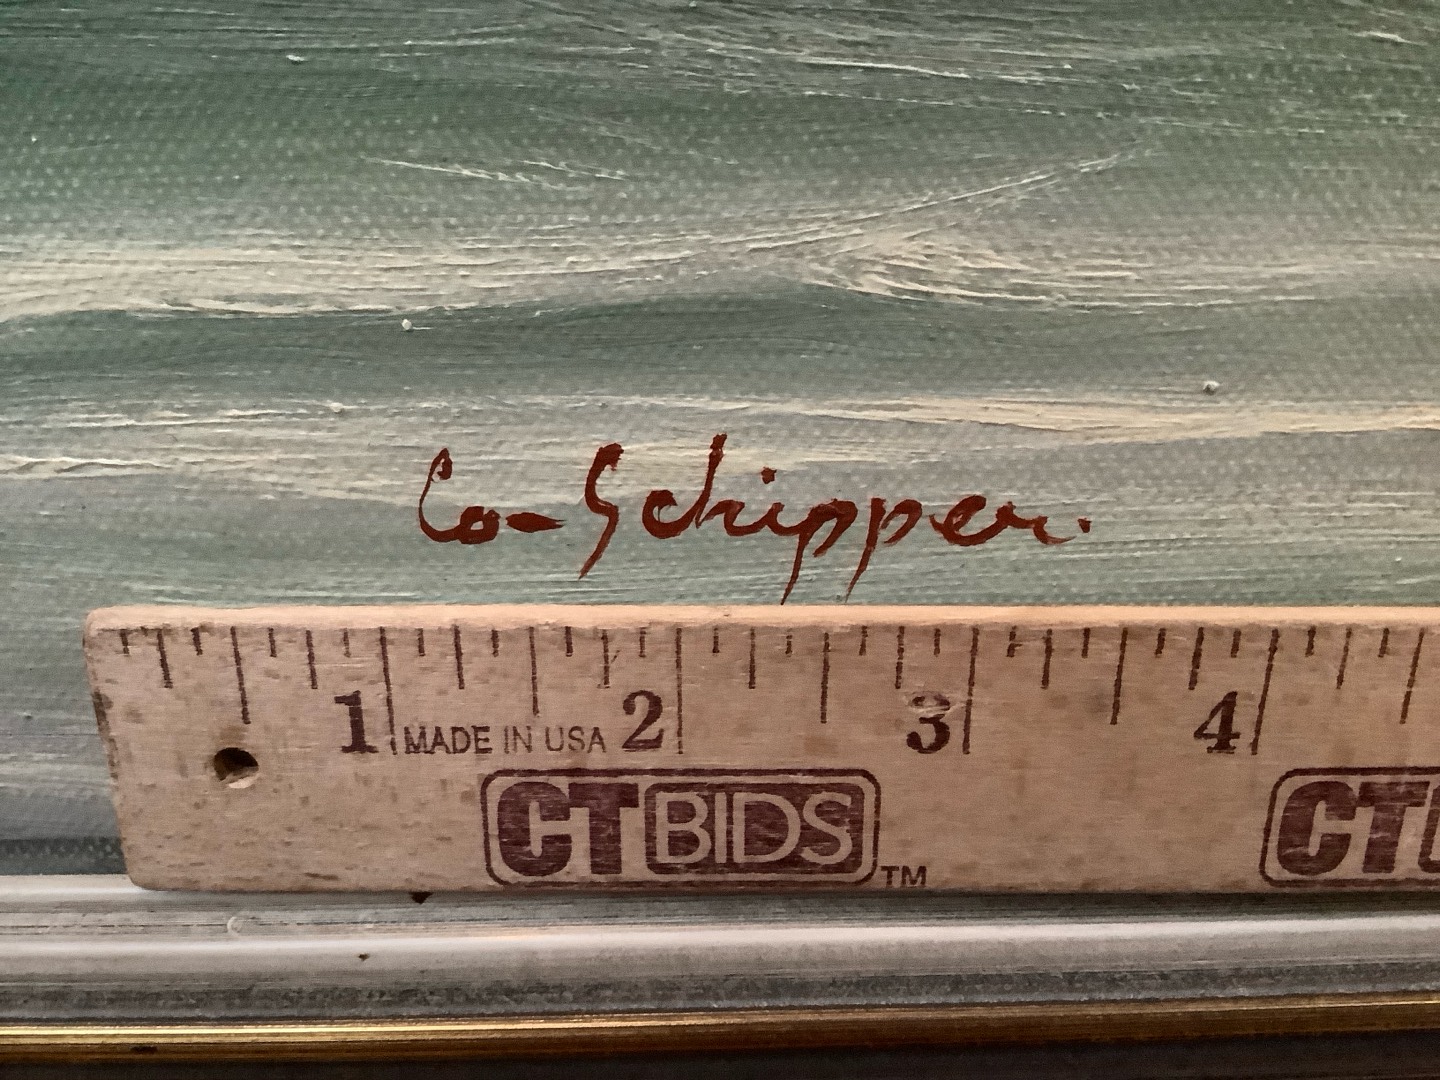 Co-Schipper.
1 MADE IN USA 2 3 4
CTBIDS™ CT